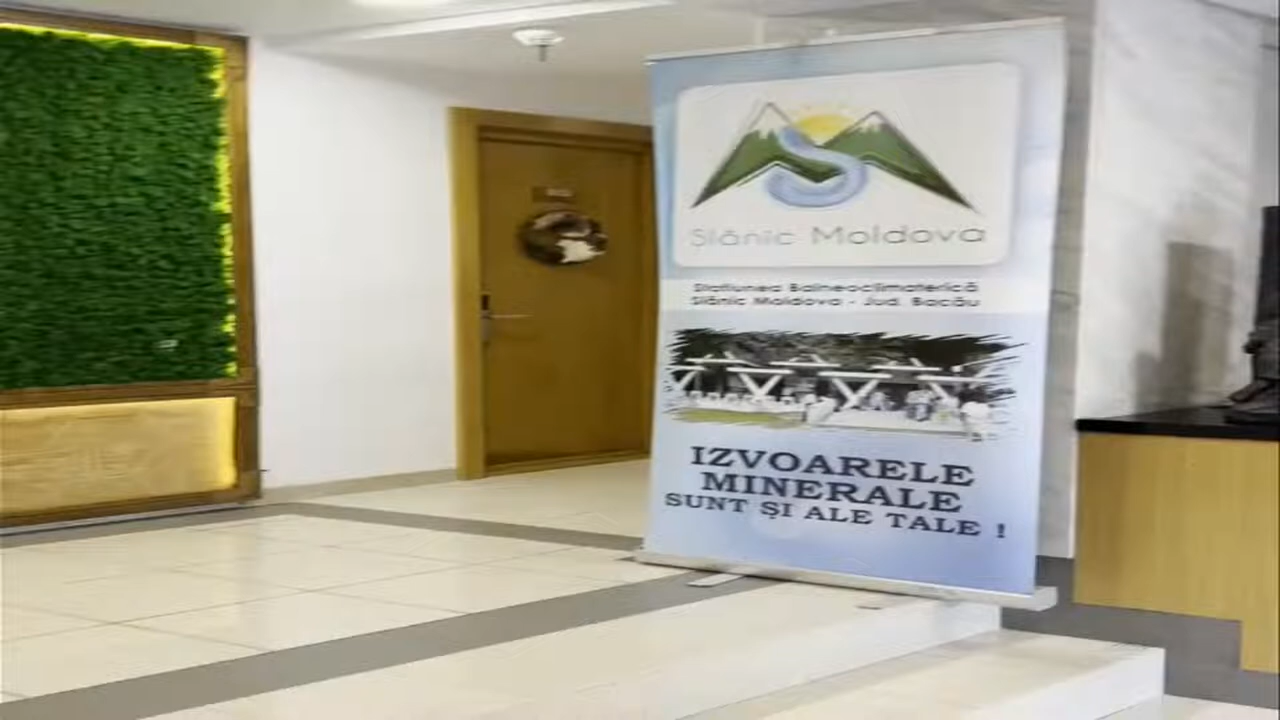 Slănic Moldova
Stațiunea Balneoclimaterică
Slănic Moldova - Jud. Bacău
IZVOARELE
MINERALE
SUNT ȘI ALE TALE !